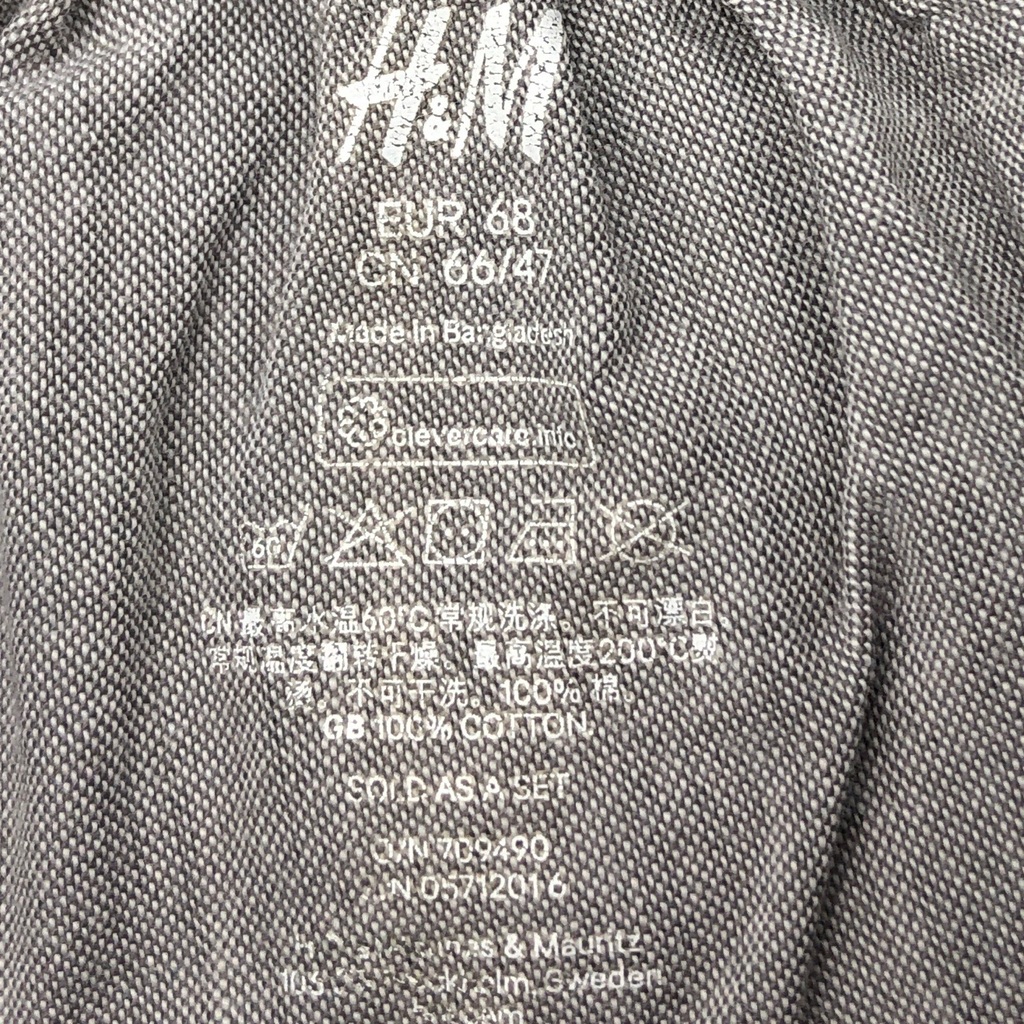 H&M
EUR 68
CN 66/47
Made in Bangladesh
clevercare.info
60
CN 最高水温60°C常规洗涤。不可漂白。
常规温度翻转干燥。最高温度200°C熨
烫。不可干洗。100% 棉。
GB 100% COTTON
SOLD AS A SET
709490
& Mauritz
Sweden